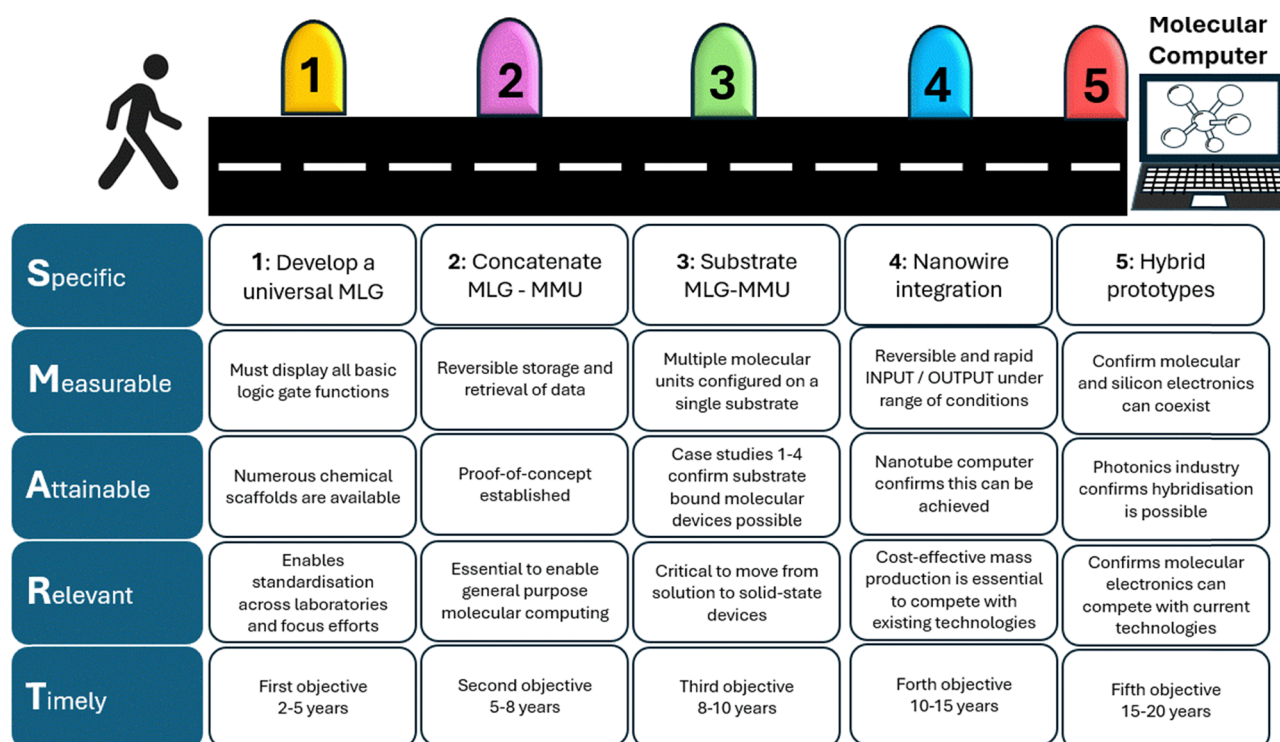 Molecular
Computer
1
2
3
4
5
Specific
1: Develop a
universal MLG
2: Concatenate
MLG - MMU
3: Substrate
MLG-MMU
4: Nanowire
integration
5: Hybrid
prototypes
Measurable
Must display all basic
logic gate functions
Reversible storage and
retrieval of data
Multiple molecular
units configured on a
single substrate
Reversible and rapid
INPUT / OUTPUT under
range of conditions
Confirm molecular
and silicon electronics
can coexist
Attainable
Numerous chemical
scaffolds are available
Proof-of-concept
established
Case studies 1-4
confirm substrate
bound molecular
devices possible
Nanotube computer
confirms this can be
achieved
Photonics industry
confirms hybridisation
is possible
Relevant
Enables
standardisation
across laboratories
and focus efforts
Essential to enable
general purpose
molecular computing
Critical to move from
solution to solid-state
devices
Cost-effective mass
production is essential
to compete with
existing technologies
Confirms molecular
electronics can
compete with current
technologies
Timely
First objective
2-5 years
Second objective
5-8 years
Third objective
8-10 years
Forth objective
10-15 years
Fifth objective
15-20 years